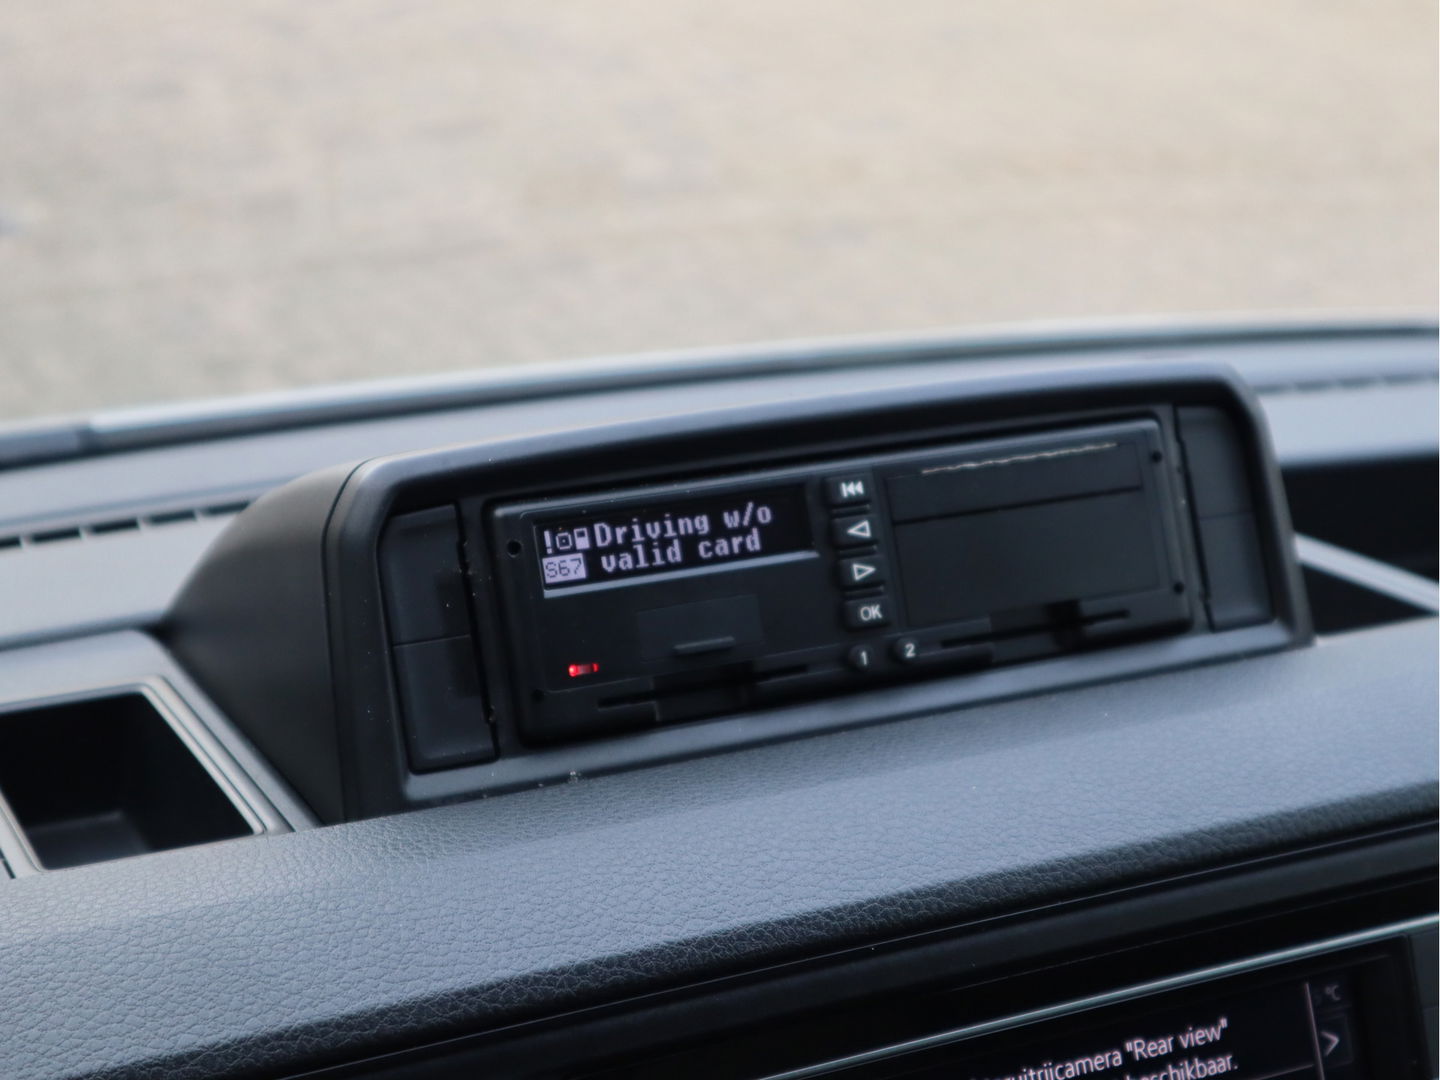 !
Driving w/o
S67 valid card
OK
1 2
°C
"Rear view"